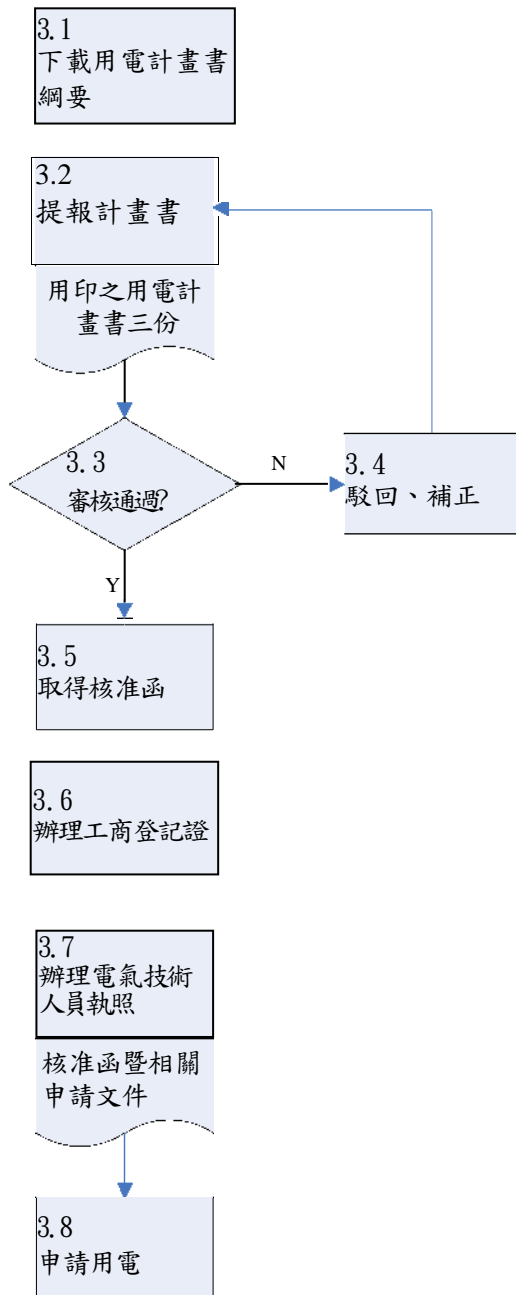 3.1
下載用電計畫書
綱要
3.2
提報計畫書
用印之用電計
畫書三份
3.3
審核通過?
N
3.4
駁回、補正
Y
3.5
取得核准函
3.6
辦理工商登記證
3.7
辦理電氣技術
人員執照
核准函暨相關
申請文件
3.8
申請用電